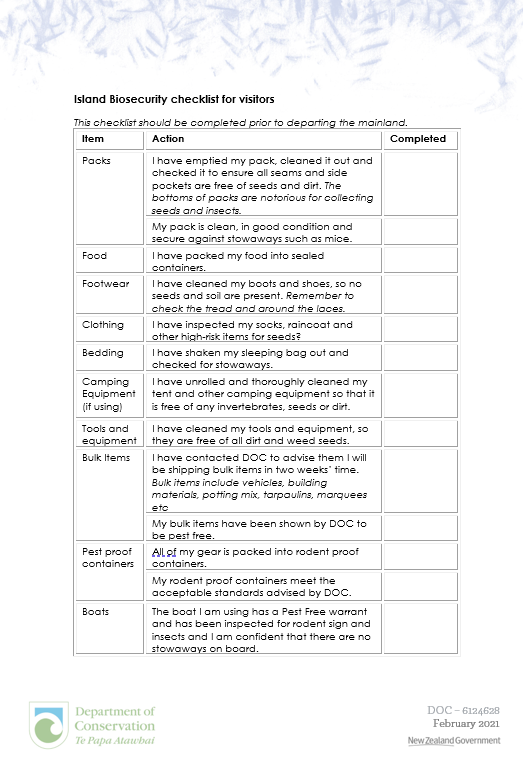 Island Biosecurity checklist for visitors
This checklist should be completed prior to departing the mainland.
Item Action Completed
Packs I have emptied my pack, cleaned it out and
checked it to ensure all seams and side
pockets are free of seeds and dirt. The
bottoms of packs are notorious for collecting
seeds and insects.
My pack is clean, in good condition and
secure against stowaways such as mice.
Food I have packed my food into sealed
containers.
Footwear I have cleaned my boots and shoes, so no
seeds and soil are present. Remember to
check the tread and around the laces.
Clothing I have inspected my socks, raincoat and
other high-risk items for seeds?
Bedding I have shaken my sleeping bag out and
checked for stowaways.
Camping I have unrolled and thoroughly cleaned my
Equipment tent and other camping equipment so that it
(if using) is free of any invertebrates, seeds or dirt.
Tools and I have cleaned my tools and equipment, so
equipment they are free of all dirt and weed seeds.
Bulk Items I have contacted DOC to advise them I will
be shipping bulk items in two weeks' time.
Bulk items include vehicles, building
materials, potting mix, tarpaulins, marquees
etc
My bulk items have been shown by DOC to
be pest free.
Pest proof All of my gear is packed into rodent proof
containers containers.
My rodent proof containers meet the
acceptable standards advised by DOC.
Boats The boat I am using has a Pest Free warrant
and has been inspected for rodent sign and
insects and I am confident that there are no
stowaways on board.
Department of
Conservation
Te Papa Atawhai
DOC – 6124628
February 2021
New Zealand Government